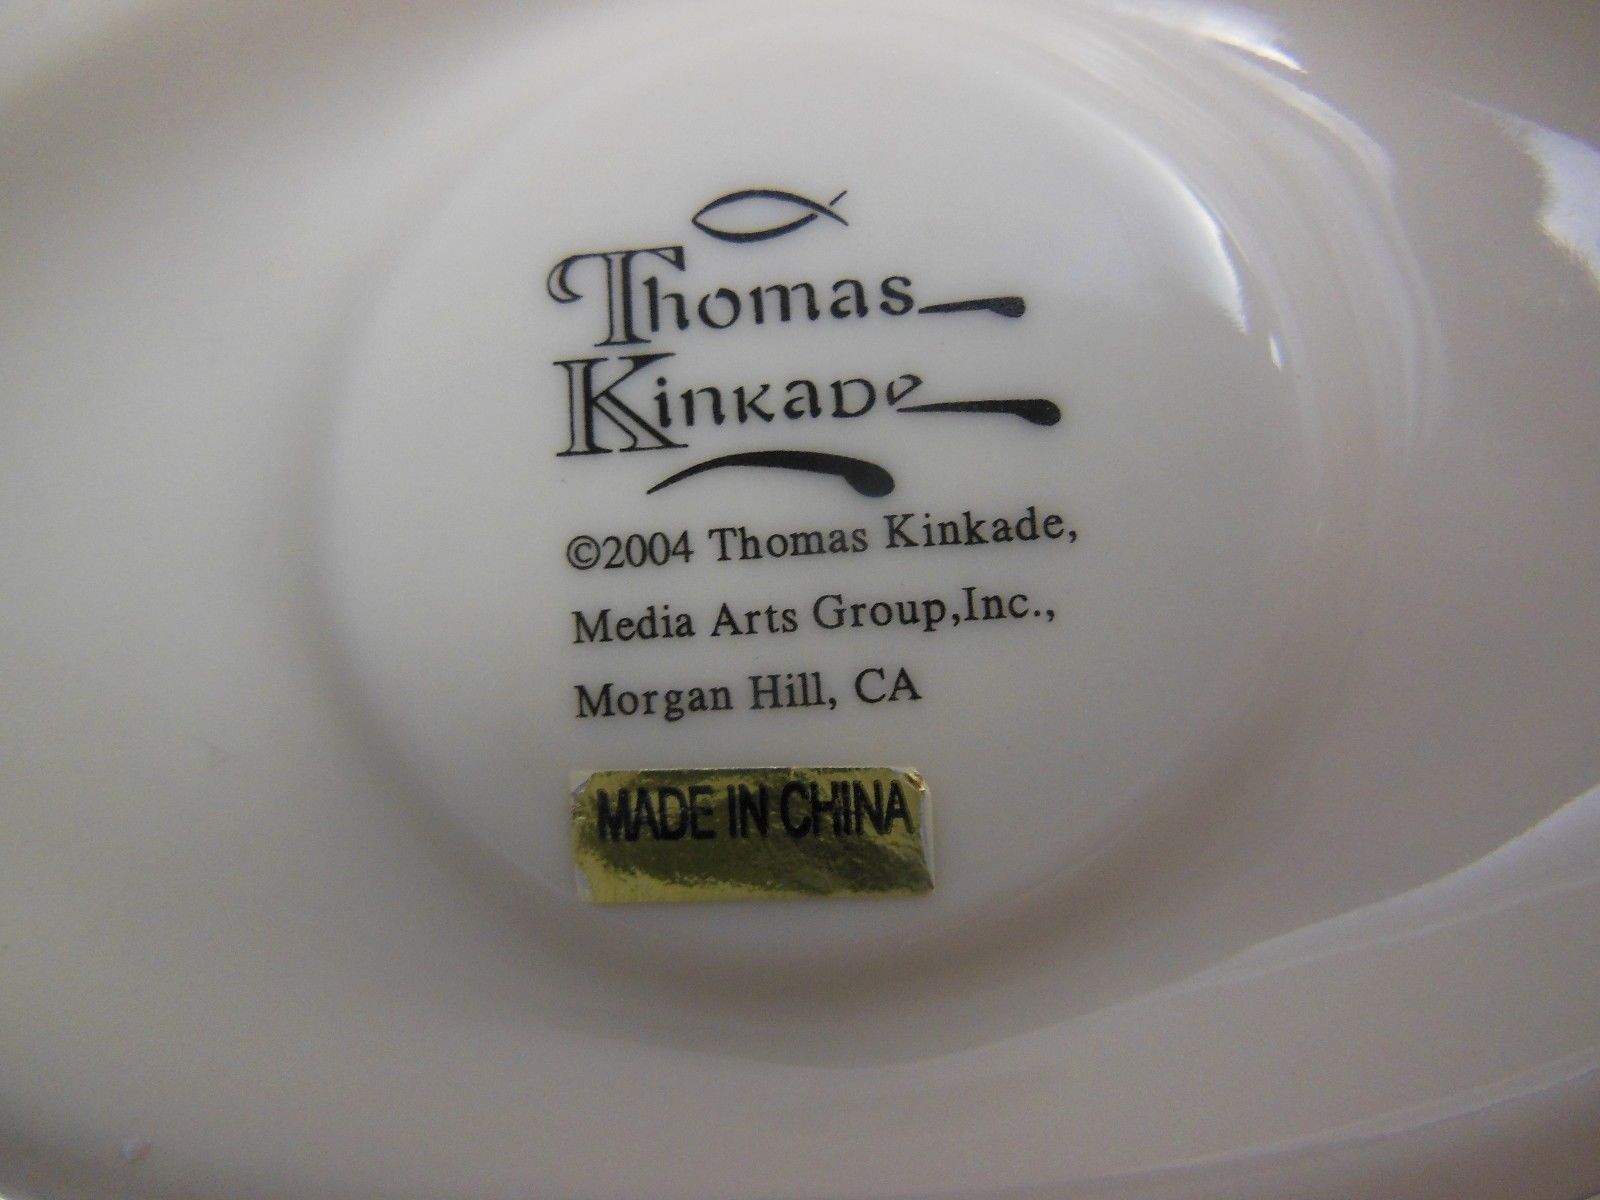 Thomas
Kinkade
©2004 Thomas Kinkade,
Media Arts Group,Inc.,
Morgan Hill, CA
MADE IN CHINA